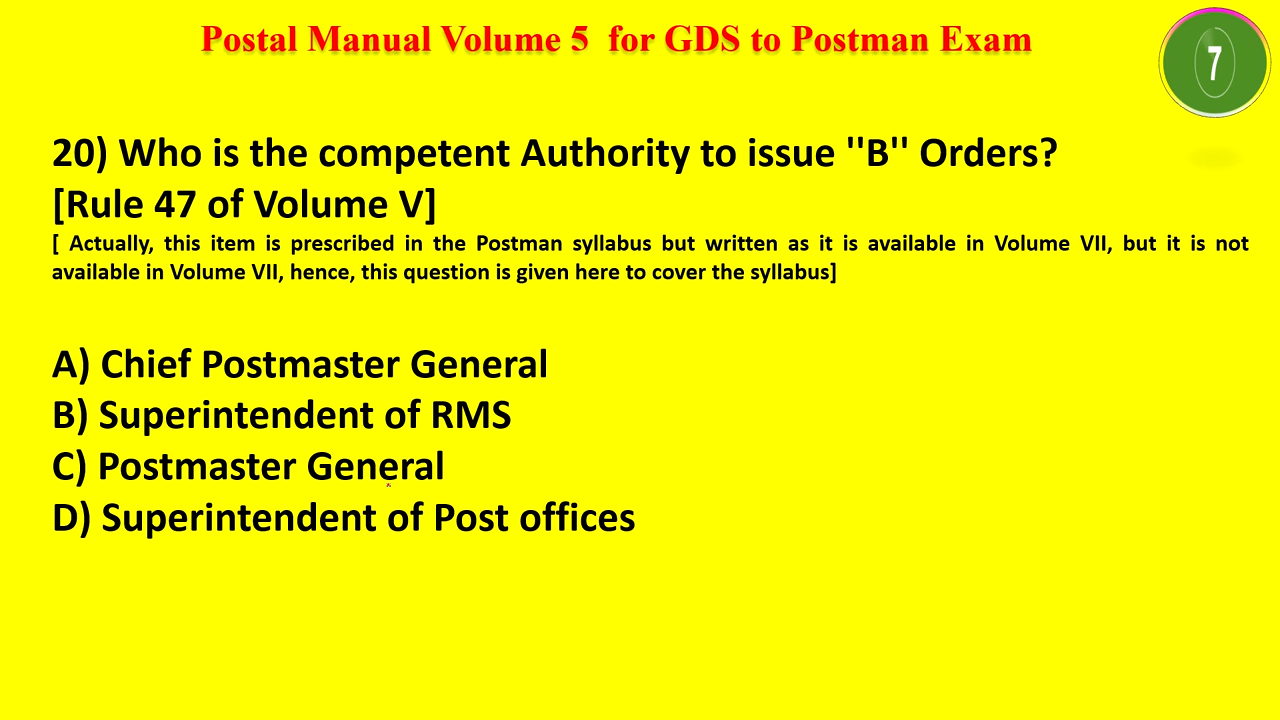 Postal Manual Volume 5 for GDS to Postman Exam
7
20) Who is the competent Authority to issue ''B'' Orders?
[Rule 47 of Volume V]
[ Actually, this item is prescribed in the Postman syllabus but written as it is available in Volume VII, but it is not
available in Volume VII, hence, this question is given here to cover the syllabus]
A) Chief Postmaster General
B) Superintendent of RMS
C) Postmaster General
D) Superintendent of Post offices